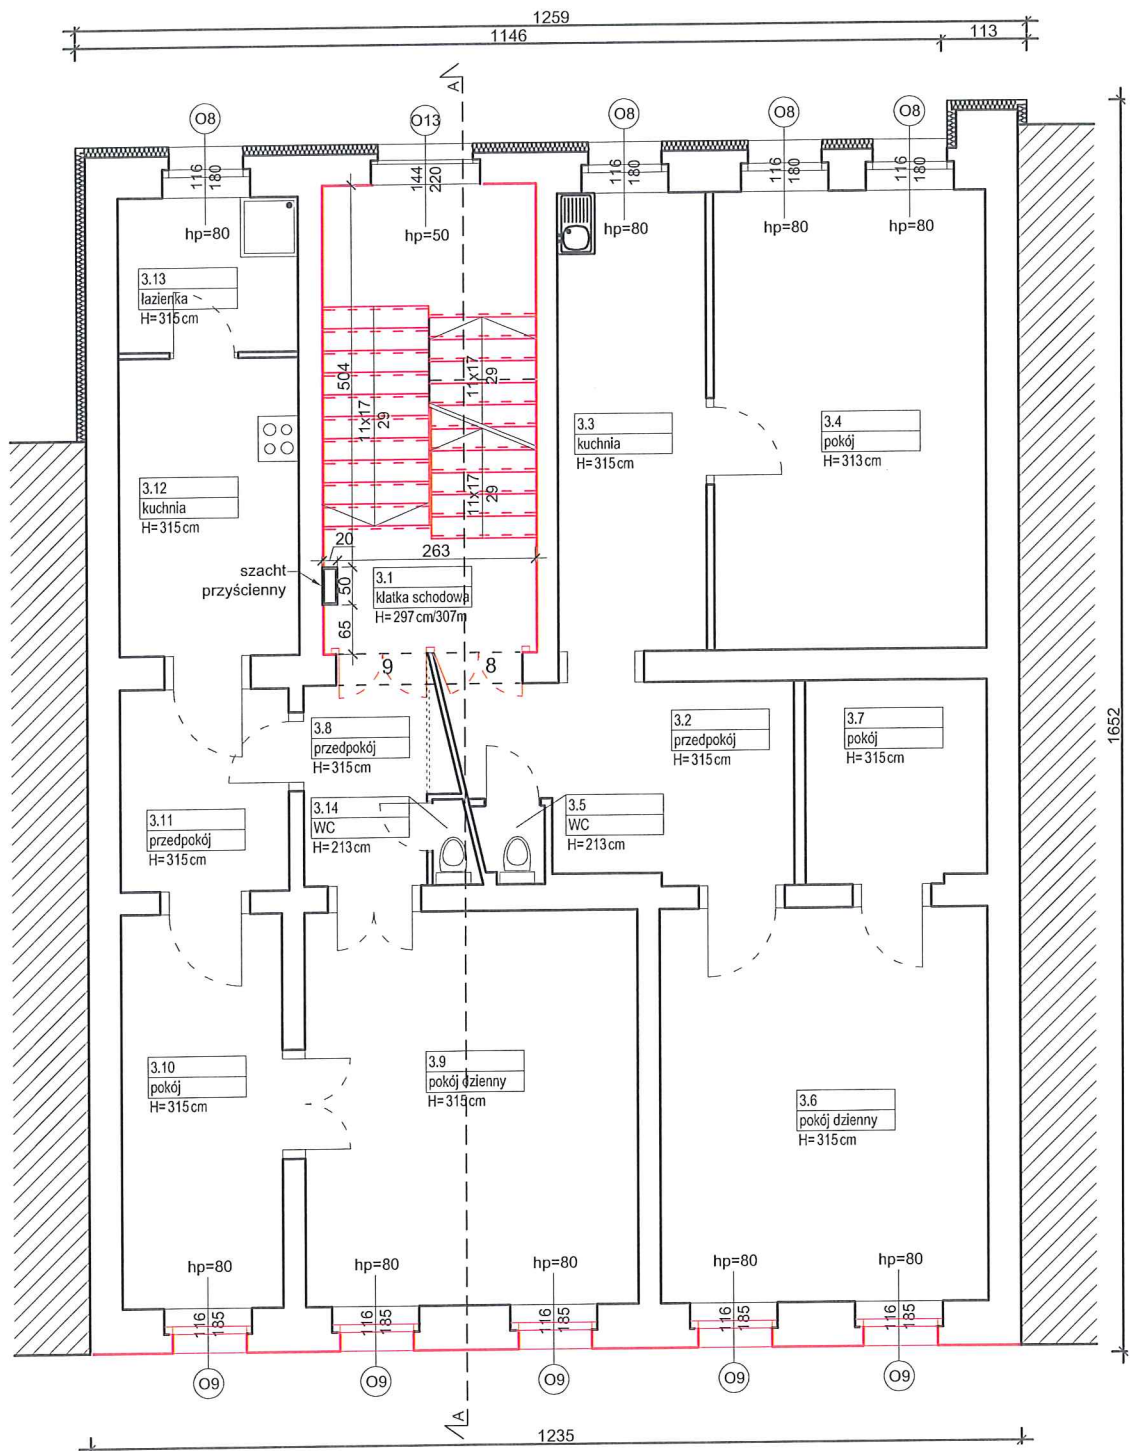 1259
1146
113
A
O8
O13
O8
O8
O8
116
180
144
220
116
180
116
180
116
180
hp=80
hp=50
hp=80
hp=80
hp=80
3.13
łazienka
H=315cm
504
11x17
29
11x17
29
11x17
29
3.3
kuchnia
H=315cm
3.4
pokój
H=313cm
3.12
kuchnia
H=315cm
20
263
szacht
przyścienny
50
3.1
klatka schodowa
H=297cm/307m
65
9
8
3.8
przedpokój
H=315cm
3.2
przedpokój
H=315cm
3.7
pokój
H=315cm
1652
3.11
przedpokój
H=315cm
3.14
WC
H=213cm
3.5
WC
H=213cm
3.10
pokój
H=315cm
3.9
pokój dzienny
H=315cm
3.6
pokój dzienny
H=315cm
hp=80
hp=80
hp=80
hp=80
hp=80
116
185
116
185
116
185
116
185
116
185
O9
O9
O9
O9
O9
A
1235